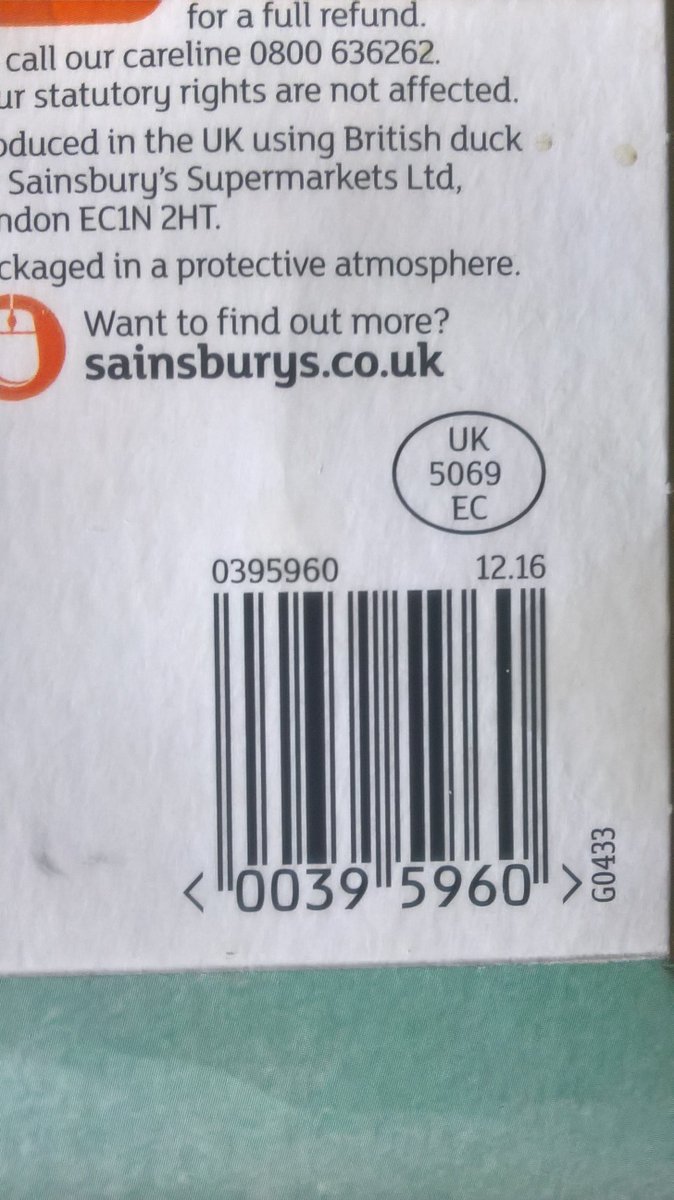 for a full refund.
call our careline 0800 636262.
ur statutory rights are not affected.
oduced in the UK using British duck
Sainsbury's Supermarkets Ltd,
ndon EC1N 2HT.
ckaged in a protective atmosphere.
Want to find out more?
sainsburys.co.uk
UK
5069
EC
0395960 12.16
< 0039 5960 >
G0433